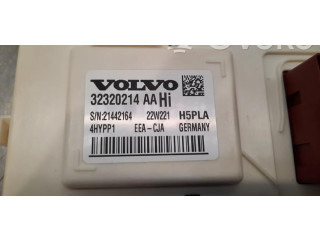 VOLVO
32320214 AA Hi
S/N:21442164 22W221 H5PLA
4HYPP1 EEA-CJA GERMANY